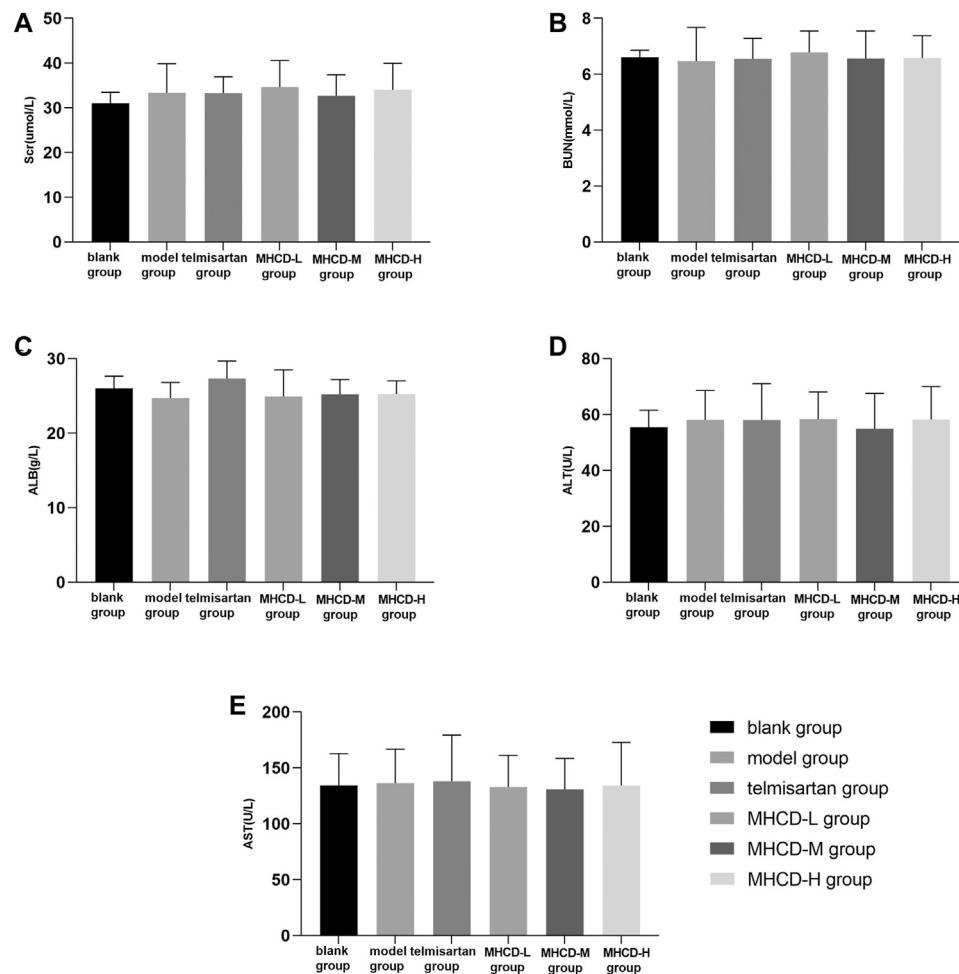 A
Scr(umol/L)
50
40
30
20
10
0
blank group
model group
telmisartan group
MHCD-L group
MHCD-M group
MHCD-H group
B
BUN(mmol/L)
8
6
4
2
0
blank group
model group
telmisartan group
MHCD-L group
MHCD-M group
MHCD-H group
C
ALB(g/L)
30
20
10
0
blank group
model group
telmisartan group
MHCD-L group
MHCD-M group
MHCD-H group
D
ALT(U/L)
80
60
40
20
0
blank group
model group
telmisartan group
MHCD-L group
MHCD-M group
MHCD-H group
E
AST(U/L)
200
150
100
50
0
blank group
model group
telmisartan group
MHCD-L group
MHCD-M group
MHCD-H group
blank group
model group
telmisartan group
MHCD-L group
MHCD-M group
MHCD-H group